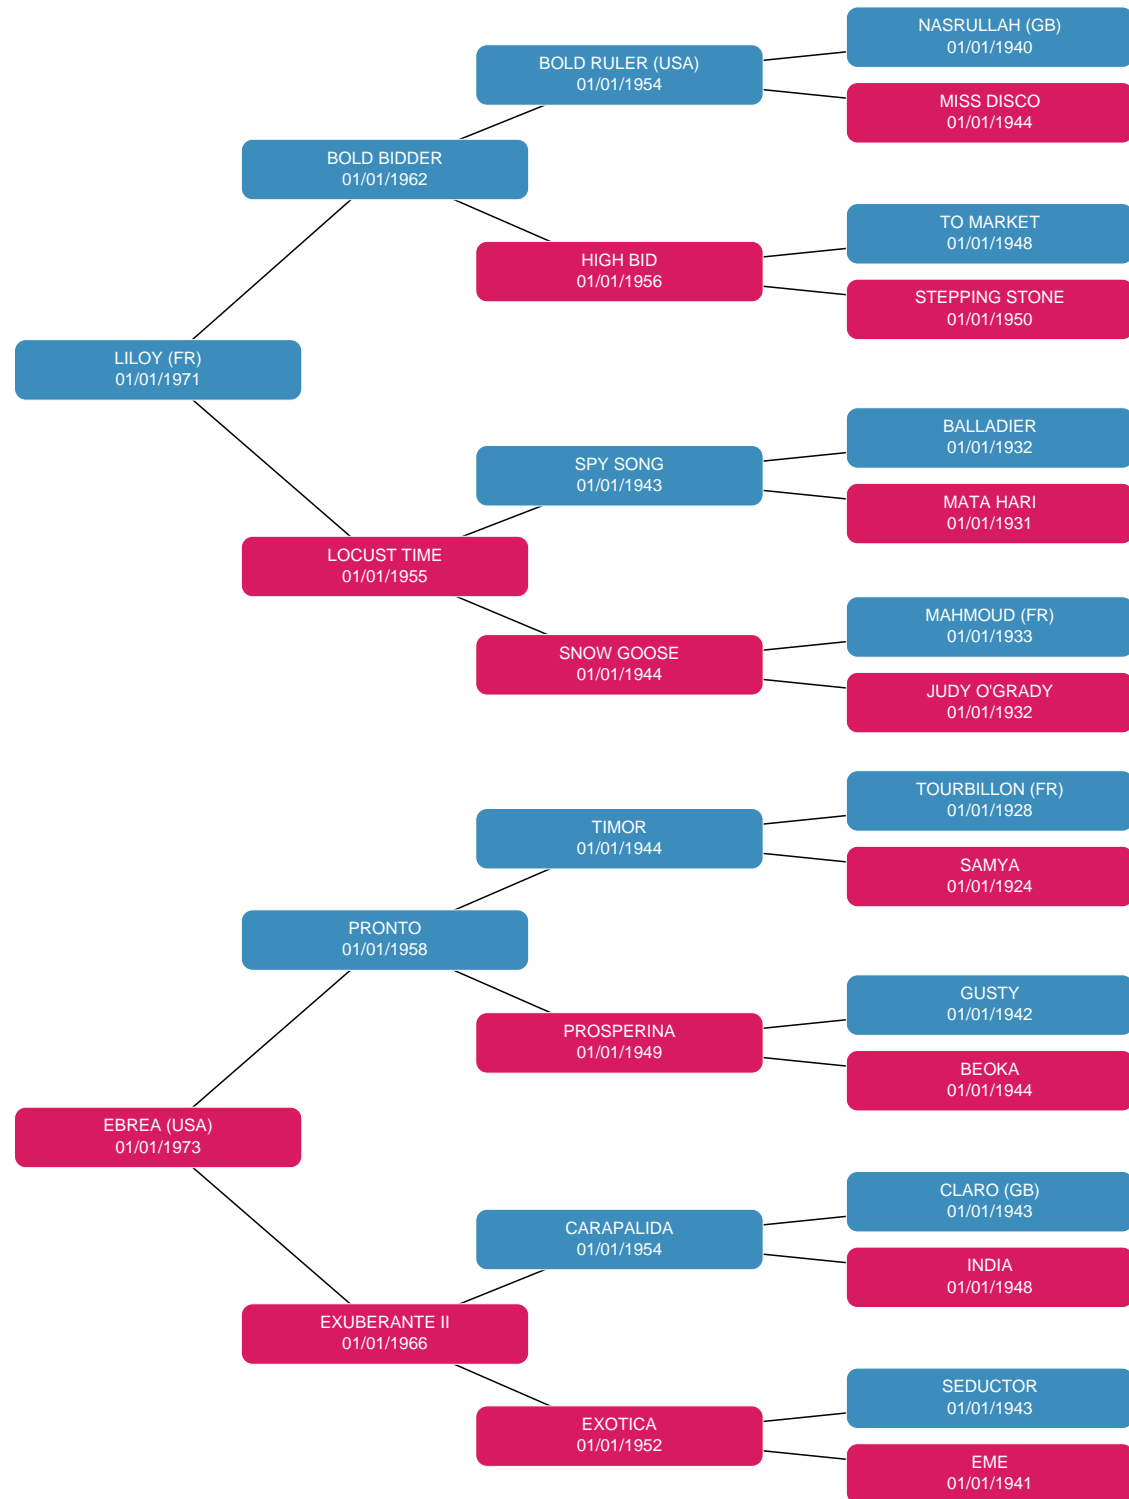 NASRULLAH (GB)
01/01/1940
BOLD RULER (USA)
01/01/1954
MISS DISCO
01/01/1944
BOLD BIDDER
01/01/1962
TO MARKET
01/01/1948
HIGH BID
01/01/1956
STEPPING STONE
01/01/1950
LILOY (FR)
01/01/1971
BALLADIER
01/01/1932
SPY SONG
01/01/1943
MATA HARI
01/01/1931
LOCUST TIME
01/01/1955
MAHMOUD (FR)
01/01/1933
SNOW GOOSE
01/01/1944
JUDY O'GRADY
01/01/1932
TOURBILLON (FR)
01/01/1928
TIMOR
01/01/1944
SAMYA
01/01/1924
PRONTO
01/01/1958
GUSTY
01/01/1942
PROSPERINA
01/01/1949
BEOKA
01/01/1944
EBREA (USA)
01/01/1973
CLARO (GB)
01/01/1943
CARAPALIDA
01/01/1954
INDIA
01/01/1948
EXUBERANTE II
01/01/1966
SEDUCTOR
01/01/1943
EXOTICA
01/01/1952
EME
01/01/1941